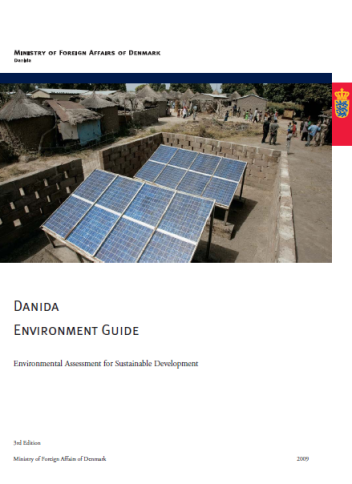 Ministry of Foreign Affairs of Denmark
Danida
Danida
Environment Guide
Environmental Assessment for Sustainable Development
3rd Edition
Ministry of Foreign Affairs of Denmark
2009